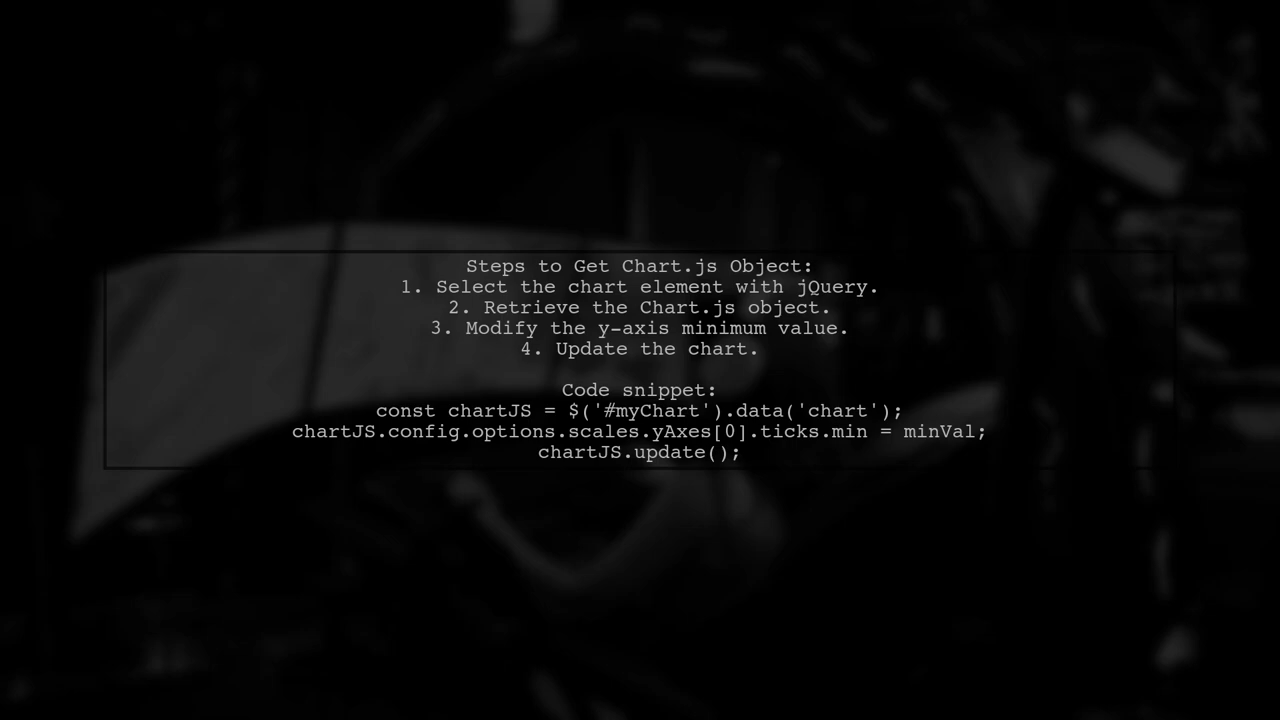 Steps to Get Chart.js Object:
1. Select the chart element with jQuery.
2. Retrieve the Chart.js object.
3. Modify the y-axis minimum value.
4. Update the chart.
Code snippet:
const chartJS = $('#myChart').data('chart');
chartJS.config.options.scales.yAxes[0].ticks.min = minVal;
chartJS.update();